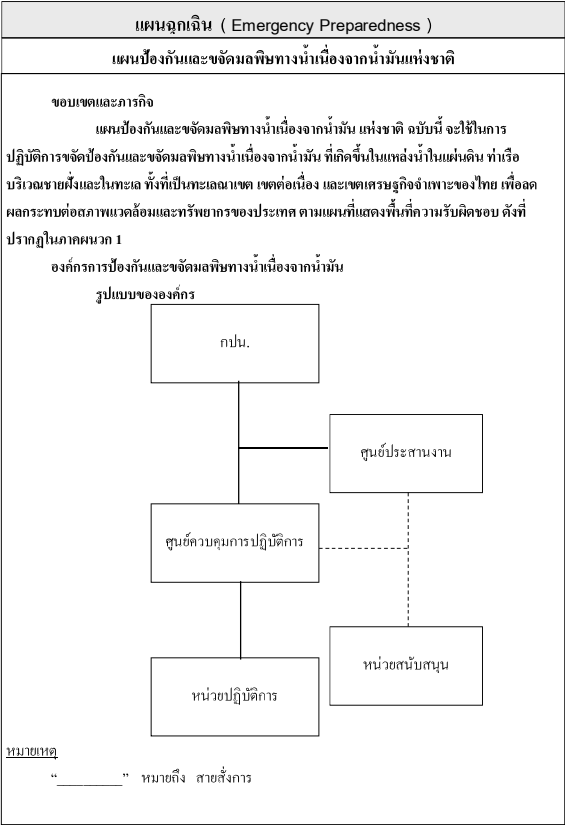 แผนฉุกเฉิน ( Emergency Preparedness )
แผนป้องกันและขจัดมลพิษทางน้ำเนื่องจากน้ำมันแห่งชาติ
ขอบเขตและภารกิจ
แผนป้องกันและขจัดมลพิษทางน้ำเนื่องจากน้ำมัน แห่งชาติ ฉบับนี้ จะใช้ในการ
ปฏิบัติการขจัดป้องกันและขจัดมลพิษทางน้ำเนื่องจากน้ำมัน ที่เกิดขึ้นในแหล่งน้ำในแผ่นดิน ท่าเรือ
บริเวณชายฝั่งและในทะเล ทั้งที่เป็นทะเลอาณาเขต เขตต่อเนื่อง และเขตเศรษฐกิจจำเพาะของไทย เพื่อลด
ผลกระทบต่อสภาพแวดล้อมและทรัพยากรของประเทศ ตามแผนที่แสดงพื้นที่ความรับผิดชอบ ดังที่
ปรากฏในภาคผนวก 1
องค์กรการป้องกันและขจัดมลพิษทางน้ำเนื่องจากน้ำมัน
รูปแบบขององค์กร
กปน.
ศูนย์ประสานงาน
ศูนย์ควบคุมการปฏิบัติการ
หน่วยสนับสนุน
หน่วยปฏิบัติการ
หมายเหตุ
“_________” หมายถึง สายสั่งการ